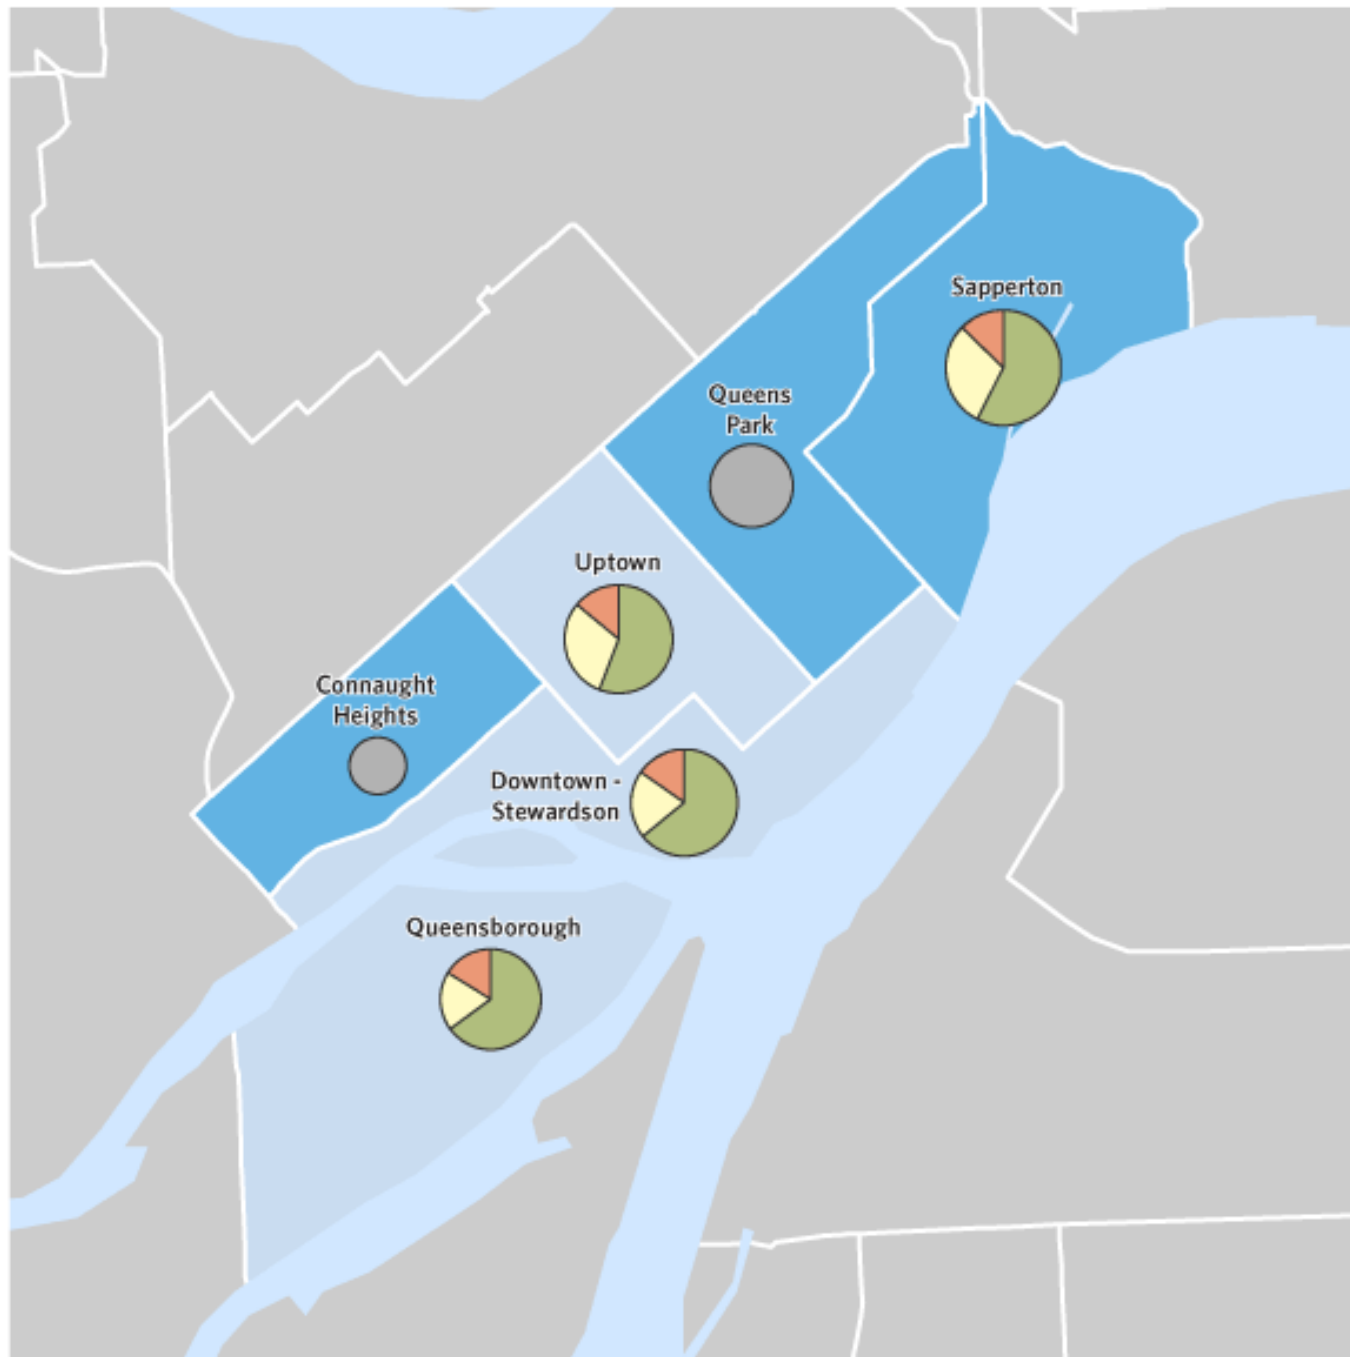 Sapperton
Queens
Park
Uptown
Connaught
Heights
Downtown -
Stewardson
Queensborough